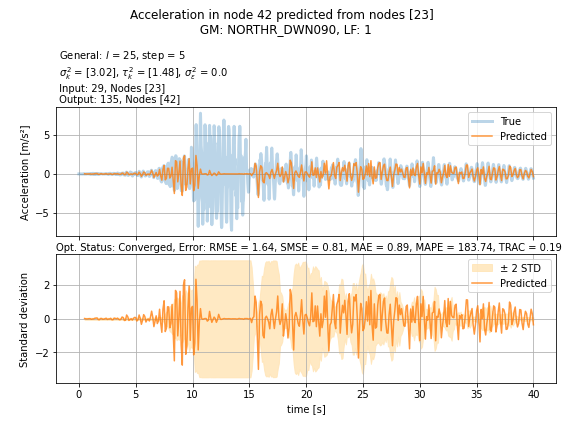 Acceleration in node 42 predicted from nodes [23]
GM: NORTHR_DWN090, LF: 1
General: l = 25, step = 5
σ²ₖ = [3.02], τ²ₖ = [1.48], σ²ₑ = 0.0
Input: 29, Nodes [23]
Output: 135, Nodes [42]
Acceleration [m/s²]
5
0
−5
True
Predicted
Opt. Status: Converged, Error: RMSE = 1.64, SMSE = 0.81, MAE = 0.89, MAPE = 183.74, TRAC = 0.19
Standard deviation
2
0
−2
± 2 STD
Predicted
0 5 10 15 20 25 30 35 40
time [s]